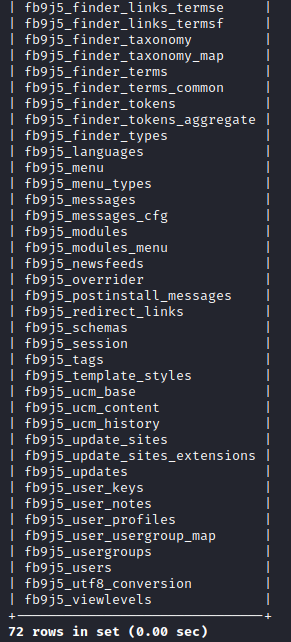 | fb9j5_finder_links_termse |
| fb9j5_finder_links_termsf |
| fb9j5_finder_taxonomy |
| fb9j5_finder_taxonomy_map |
| fb9j5_finder_terms |
| fb9j5_finder_terms_common |
| fb9j5_finder_tokens |
| fb9j5_finder_tokens_aggregate |
| fb9j5_finder_types |
| fb9j5_languages |
| fb9j5_menu |
| fb9j5_menu_types |
| fb9j5_messages |
| fb9j5_messages_cfg |
| fb9j5_modules |
| fb9j5_modules_menu |
| fb9j5_newsfeeds |
| fb9j5_overrider |
| fb9j5_postinstall_messages |
| fb9j5_redirect_links |
| fb9j5_schemas |
| fb9j5_session |
| fb9j5_tags |
| fb9j5_template_styles |
| fb9j5_ucm_base |
| fb9j5_ucm_content |
| fb9j5_ucm_history |
| fb9j5_update_sites |
| fb9j5_update_sites_extensions |
| fb9j5_updates |
| fb9j5_user_keys |
| fb9j5_user_notes |
| fb9j5_user_profiles |
| fb9j5_user_usergroup_map |
| fb9j5_usergroups |
| fb9j5_users |
| fb9j5_utf8_conversion |
| fb9j5_viewlevels |
+-------------------------------+
72 rows in set (0.00 sec)